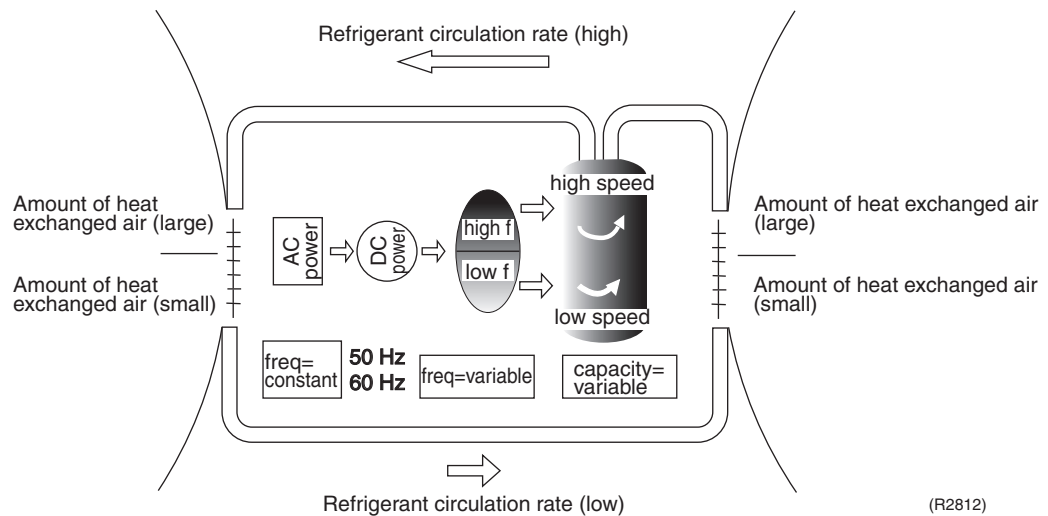 Refrigerant circulation rate (high)
high speed
Amount of heat
exchanged air (large)
Amount of heat exchanged air
(large)
AC
power
DC
power
high f
low f
Amount of heat
exchanged air (small)
Amount of heat exchanged air
(small)
low speed
freq=
constant
50 Hz
60 Hz
freq=variable
capacity=
variable
Refrigerant circulation rate (low)
(R2812)